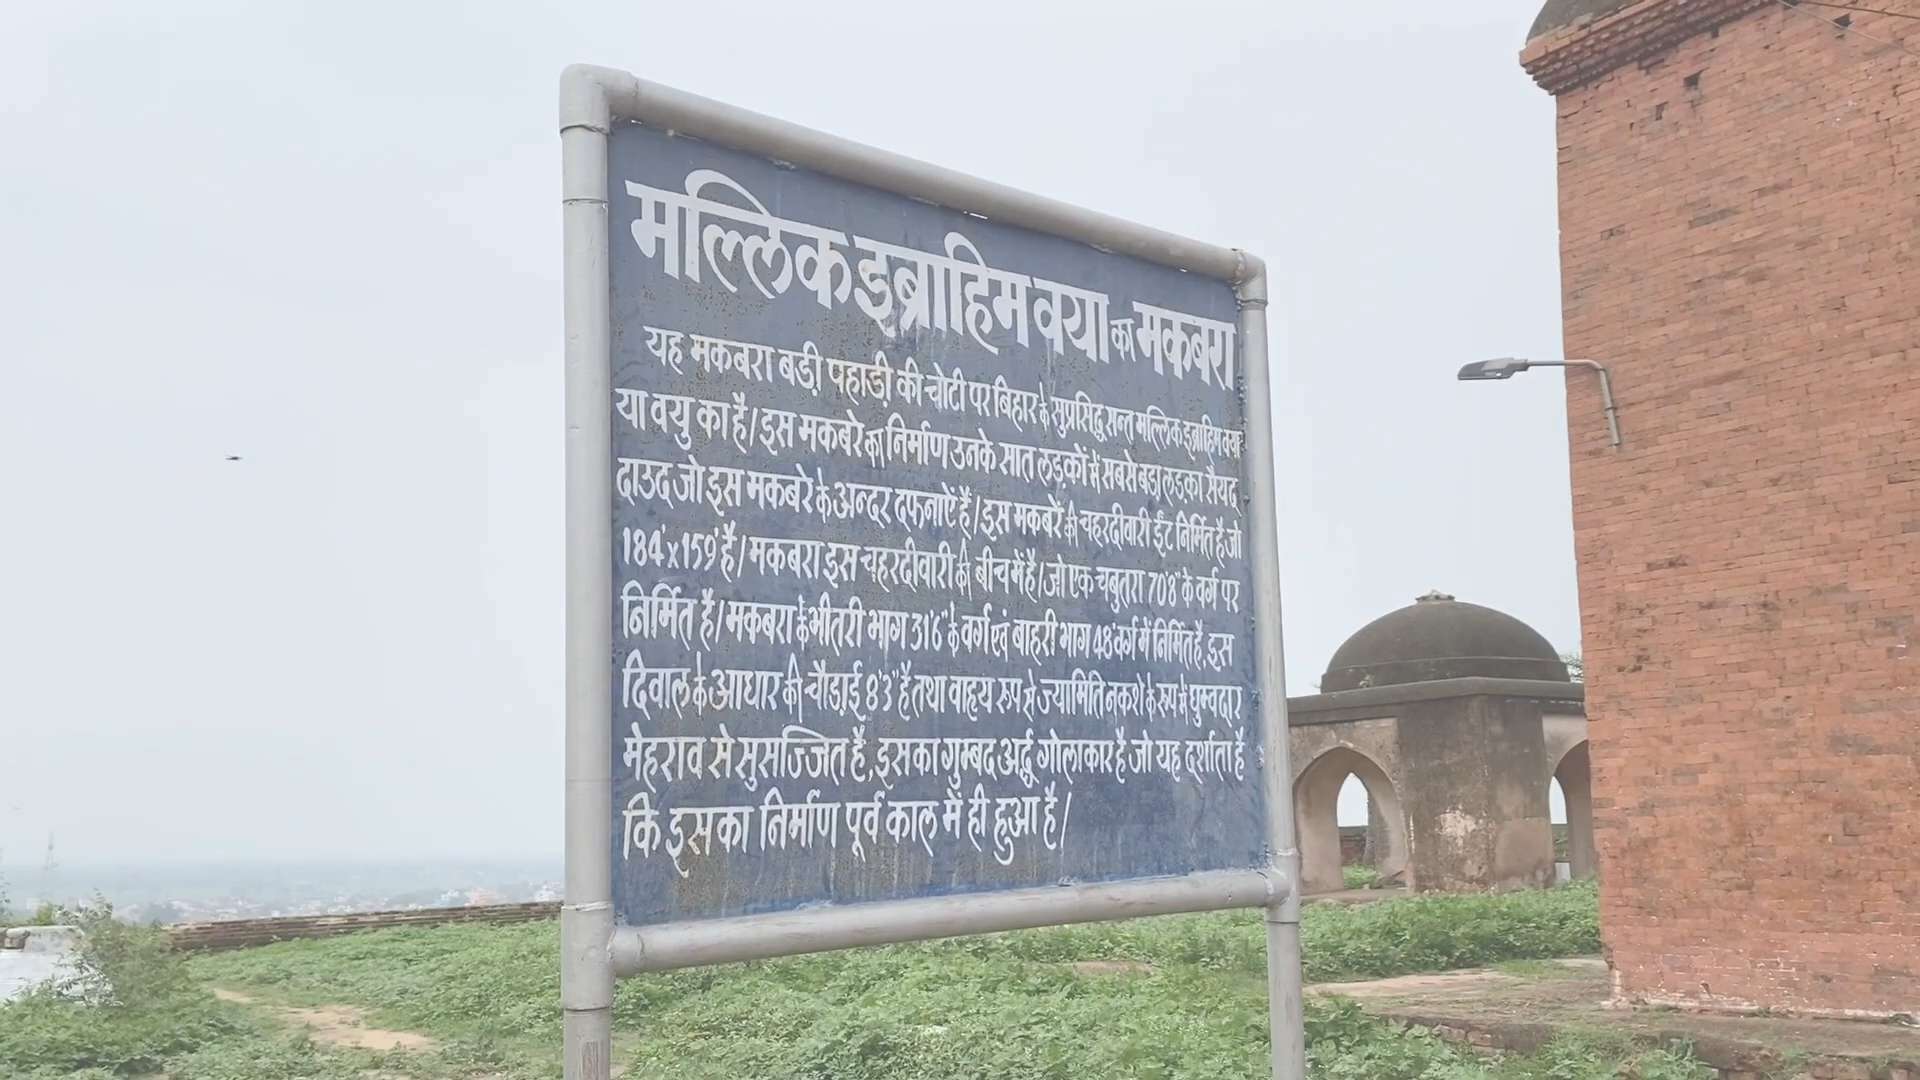 मल्लिक इब्राहिम वया का मकबरा
यह मकबरा बडी़ पहाडी़ की चोटी पर बिहार के सुप्रसिद्ध सन्त मल्लिक इब्राहिम वया
या वयु का है/इस मकबरे का निर्माण उनके सात लड़कों में सबसे बडा़ लड़का सैयद
दाउद जो इस मकबरे के अन्दर दफनाऐं हैं/इस मकबरें की चहरदीवारी ईंट निर्मित है,जो
184'x159' है/मकबरा इस चहरदीवारी की बीच में है/जो एक चबुतरा 70'8" के वर्ग पर
निर्मित है/मकबरा के भीतरी भाग 31'6" के वर्ग एवं बाहरी भाग 48' वर्ग में निर्मित है, इस
दिवाल के आधार की चौडा़ई 8'3" है तथा वाहृय रूप से ज्यामिति नकशे के रूप में घुम्वदार
मेहराव से सुसज्जित है, इसका गुम्बद अर्द्ध गोलाकार है जो यह दर्शाता है
कि इसका निर्माण पूर्व काल में ही हुआ है/